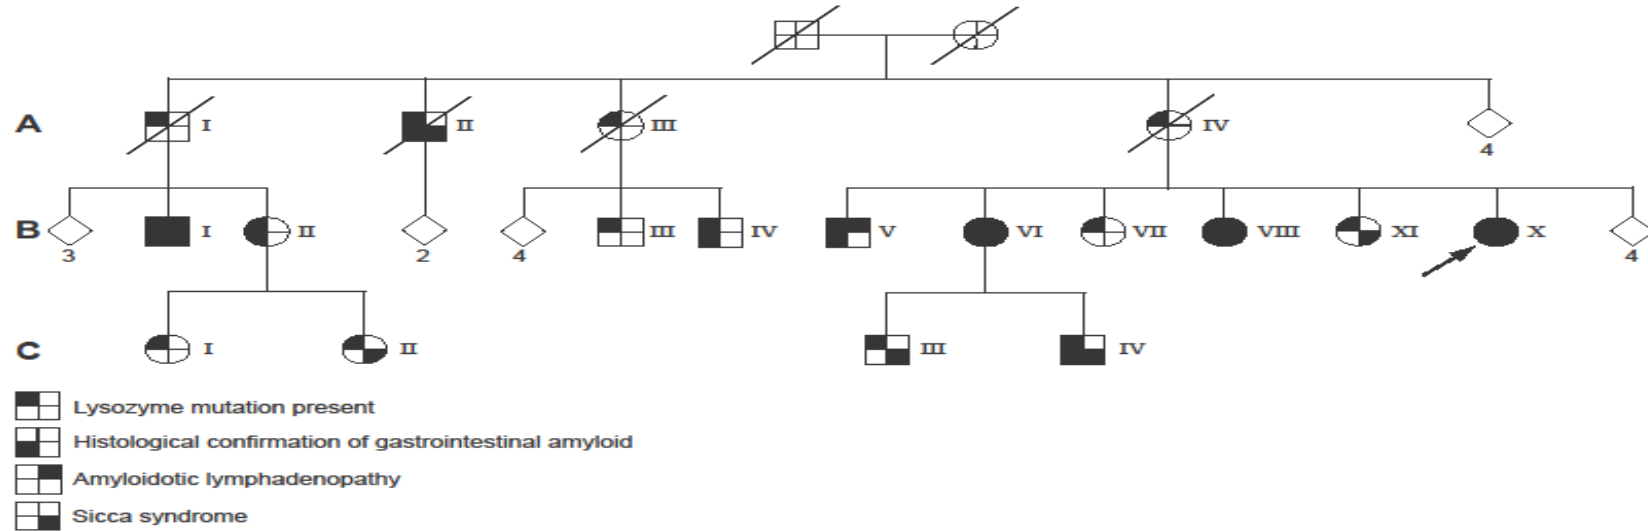 A I II III IV 4
B 3 I II 2 4 III IV V VI VII VIII XI X 4
C I II III IV
Lysozyme mutation present
Histological confirmation of gastrointestinal amyloid
Amyloidotic lymphadenopathy
Sicca syndrome